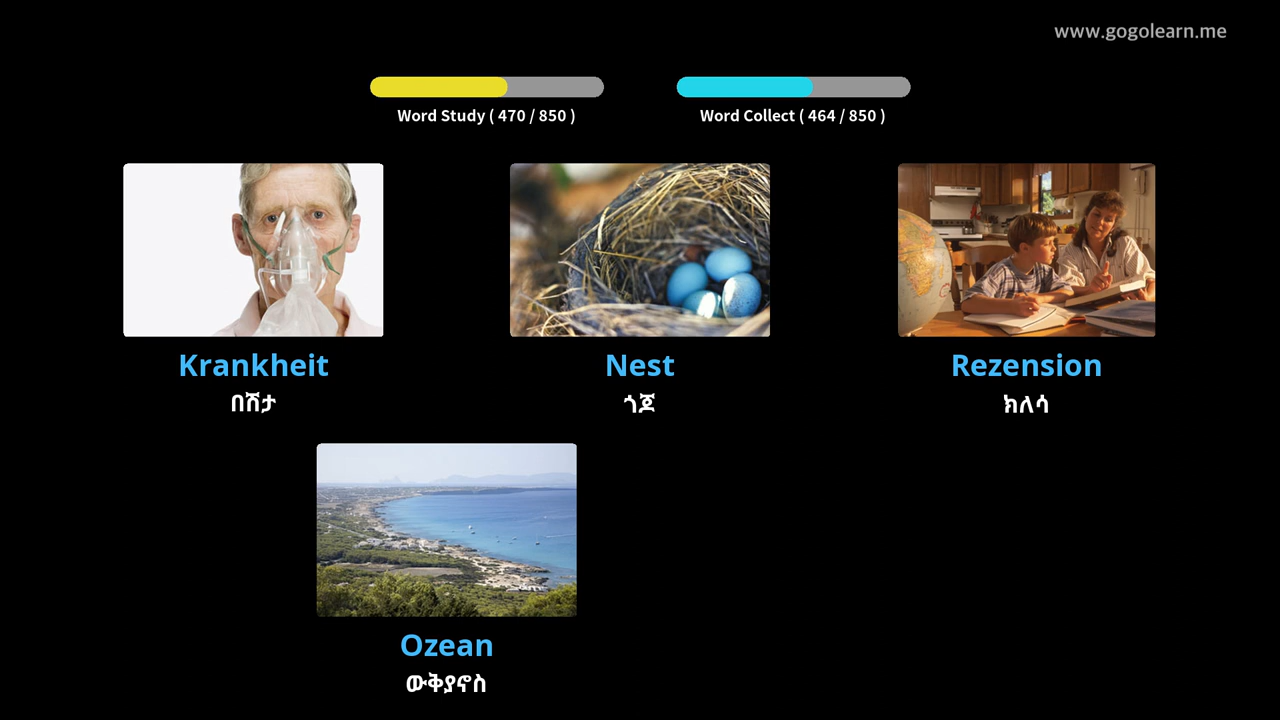 www.gogolearn.me
Word Study ( 470 / 850 )
Word Collect ( 464 / 850 )
Krankheit
በሽታ
Nest
ጎጆ
Rezension
ክለሳ
Ozean
ውቅያኖስ